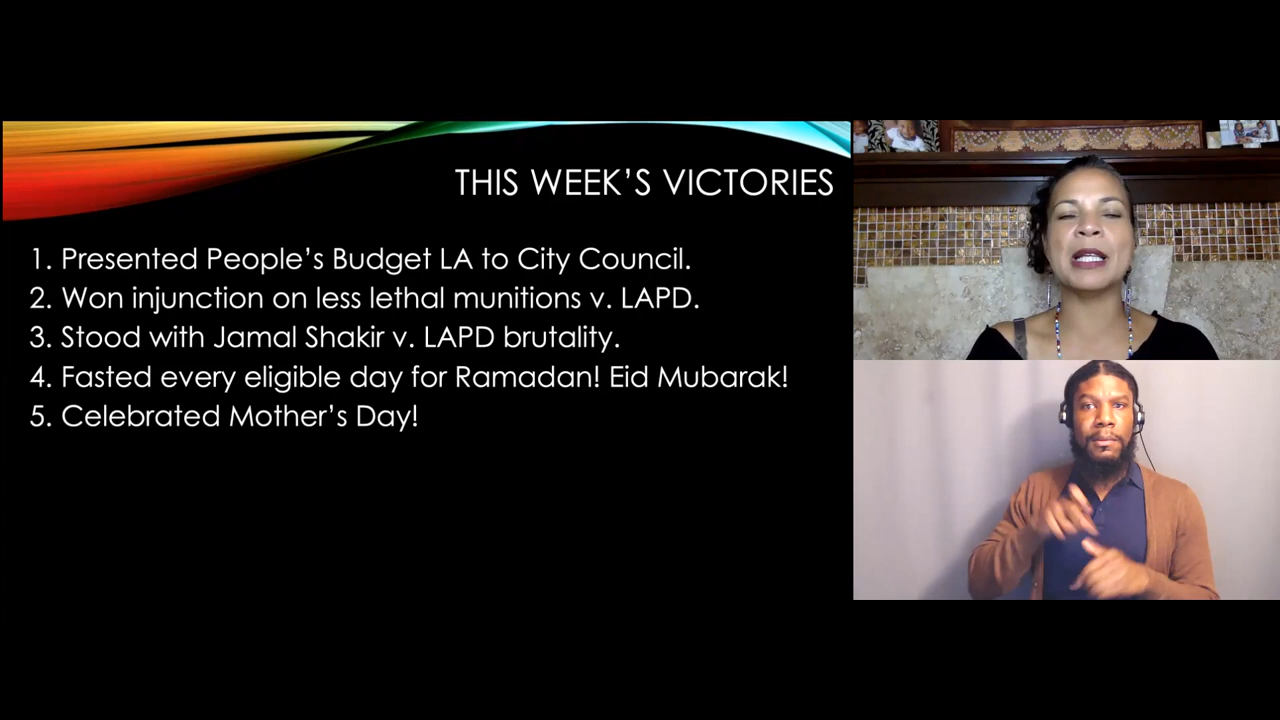 THIS WEEK’S VICTORIES
1. Presented People’s Budget LA to City Council.
2. Won injunction on less lethal munitions v. LAPD.
3. Stood with Jamal Shakir v. LAPD brutality.
4. Fasted every eligible day for Ramadan! Eid Mubarak!
5. Celebrated Mother’s Day!